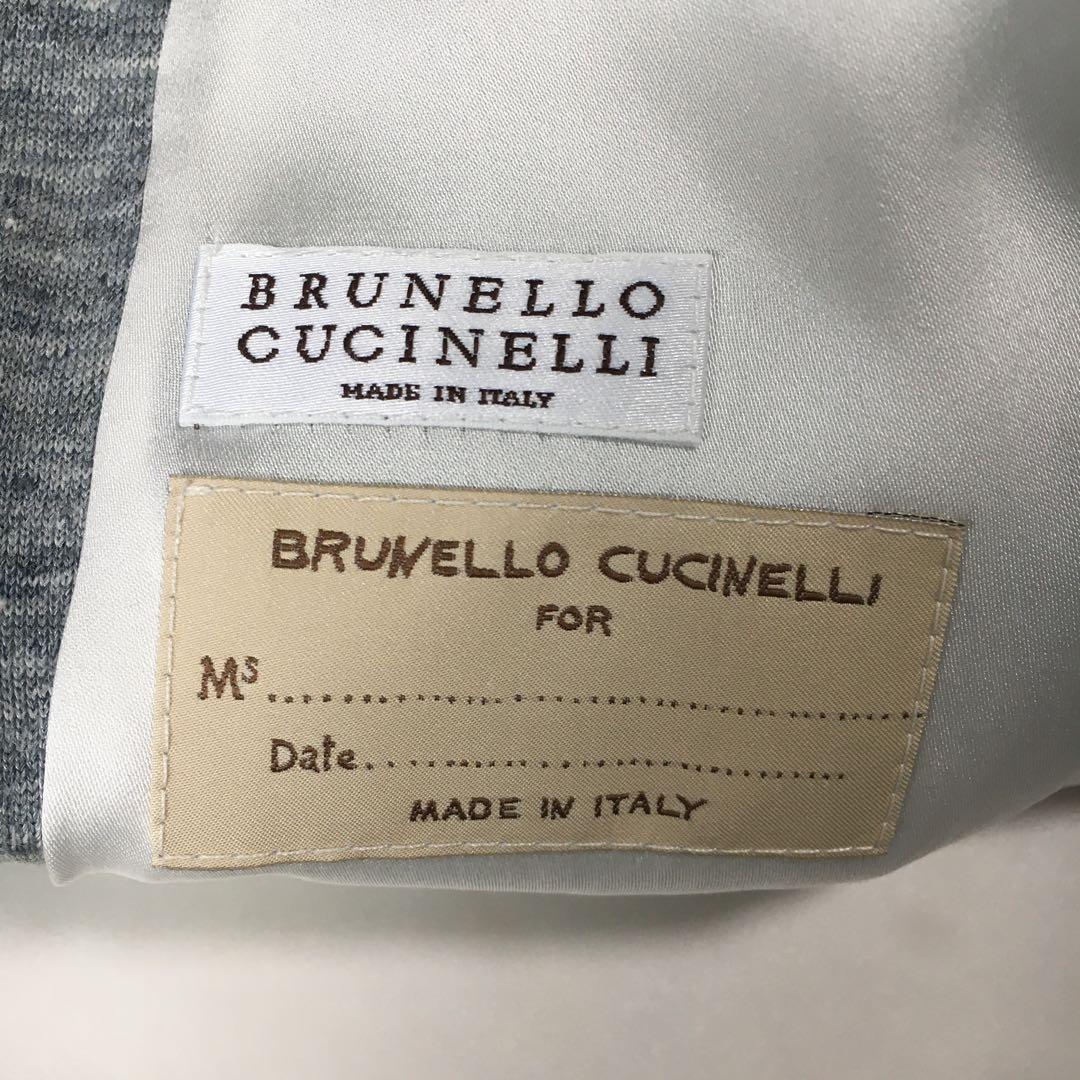 BRUNELLO
CUCINELLI
MADE IN ITALY
BRUNELLO CUCINELLI
FOR
Ms.............................................
Date.................................
MADE IN ITALY